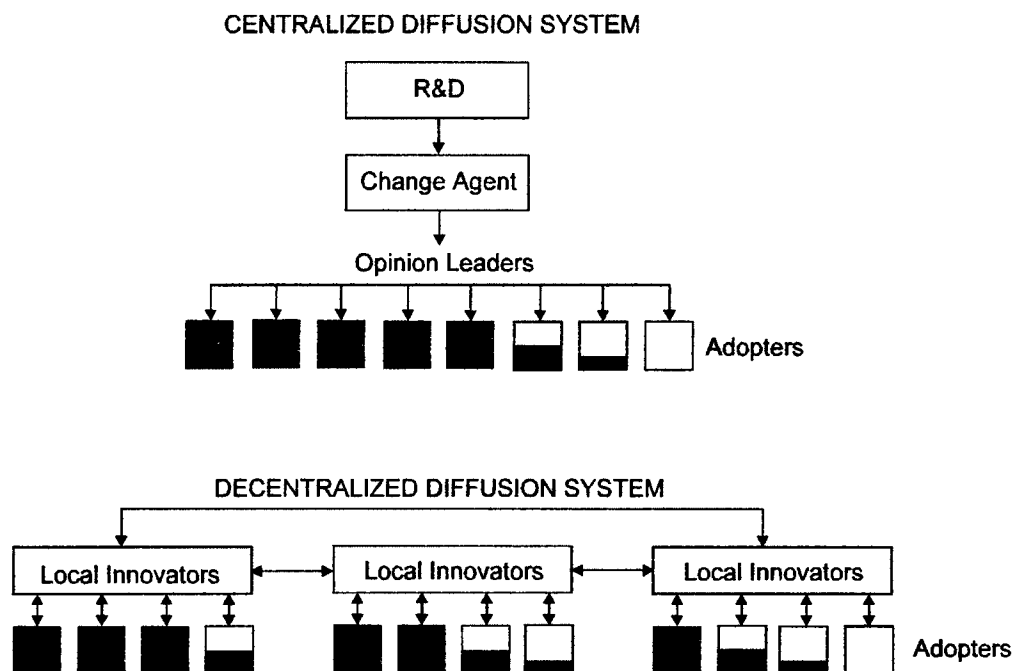 CENTRALIZED DIFFUSION SYSTEM
R&D
Change Agent
Opinion Leaders
Adopters
DECENTRALIZED DIFFUSION SYSTEM
Local Innovators
Local Innovators
Local Innovators
Adopters